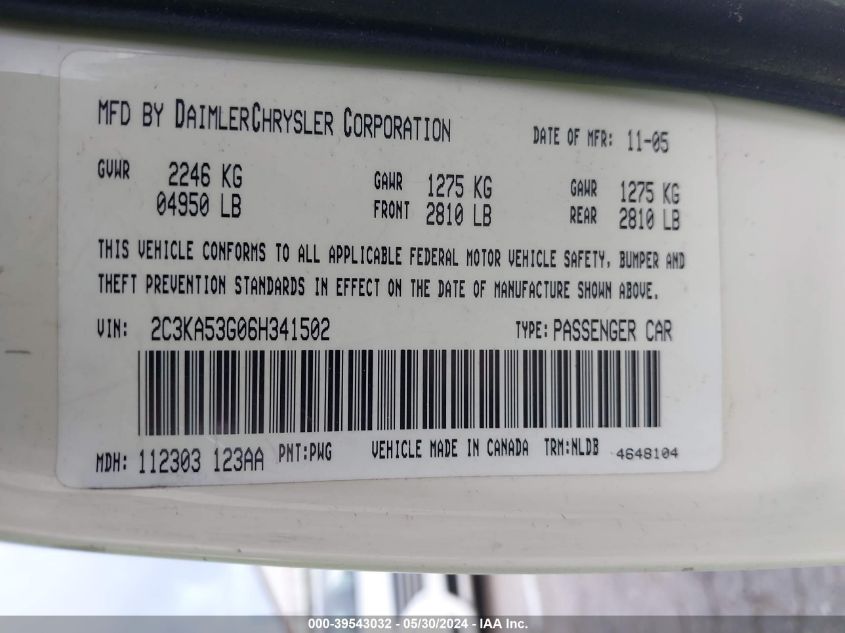 MFD BY DAIMLERCHRYSLER CORPORATION DATE OF MFR: 11-05
GVWR 2246 KG GAWR 1275 KG GAWR 1275 KG
04950 LB FRONT 2810 LB REAR 2810 LB
THIS VEHICLE CONFORMS TO ALL APPLICABLE FEDERAL MOTOR VEHICLE SAFETY, BUMPER AND
THEFT PREVENTION STANDARDS IN EFFECT ON THE DATE OF MANUFACTURE SHOWN ABOVE.
VIN: 2C3KA53G06H341502 TYPE: PASSENGER CAR
MDH: 112303 123AA PNT:PWG VEHICLE MADE IN CANADA TRM:NLDB 4648104
000-39543032 - 05/30/2024 - IAA Inc.